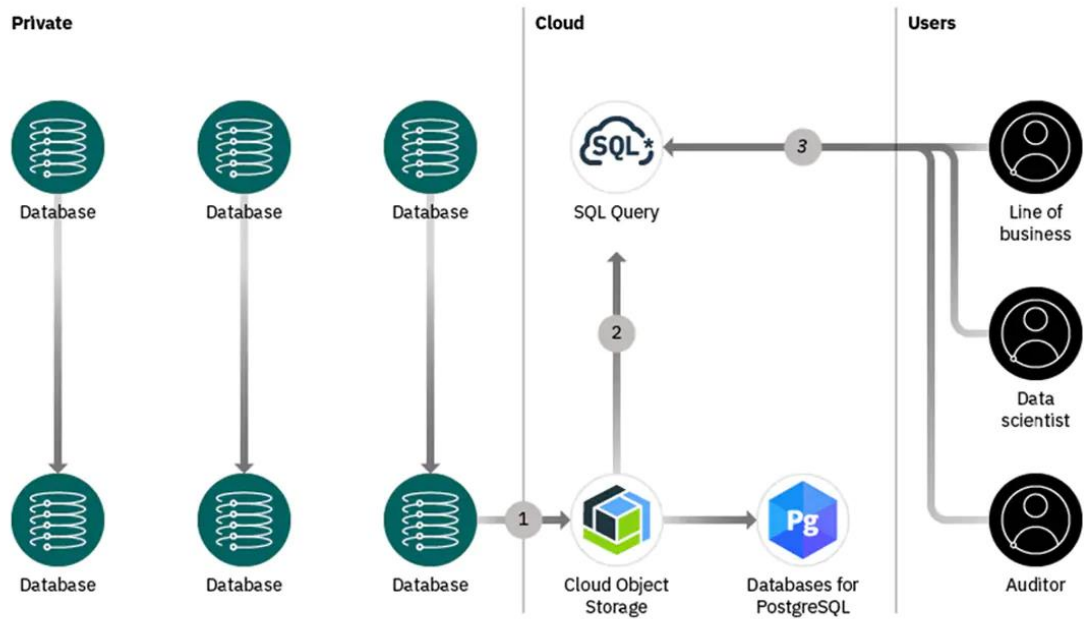 Private
Cloud
Users
SQL*
3
Database
Database
Database
SQL Query
Line of
business
2
Data
scientist
1
Pg
Database
Database
Database
Cloud Object
Storage
Databases for
PostgreSQL
Auditor